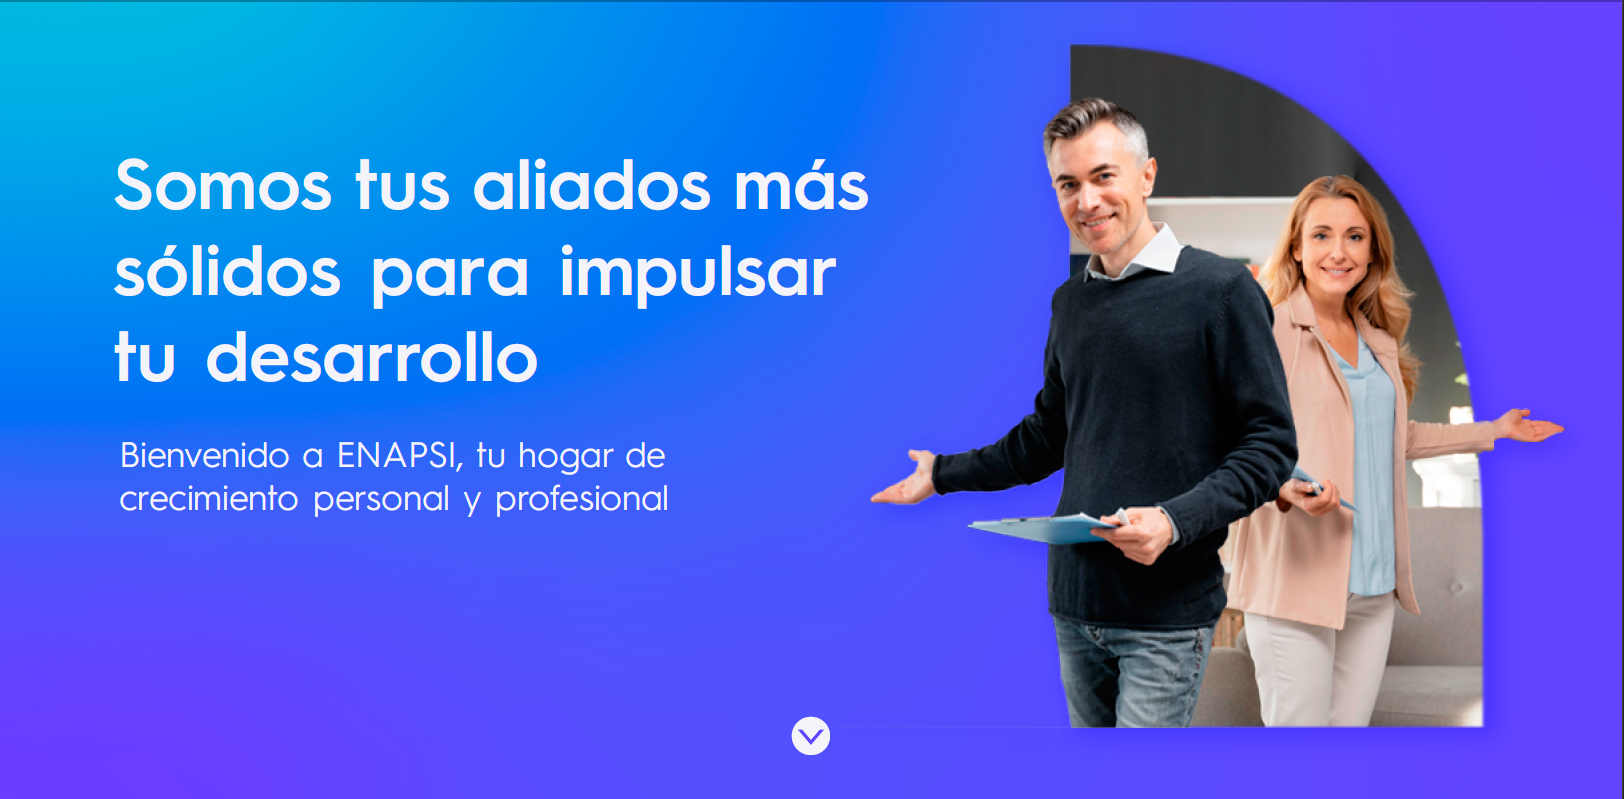 Somos tus aliados más
sólidos para impulsar
tu desarrollo
Bienvenido a ENAPSI, tu hogar de
crecimiento personal y profesional